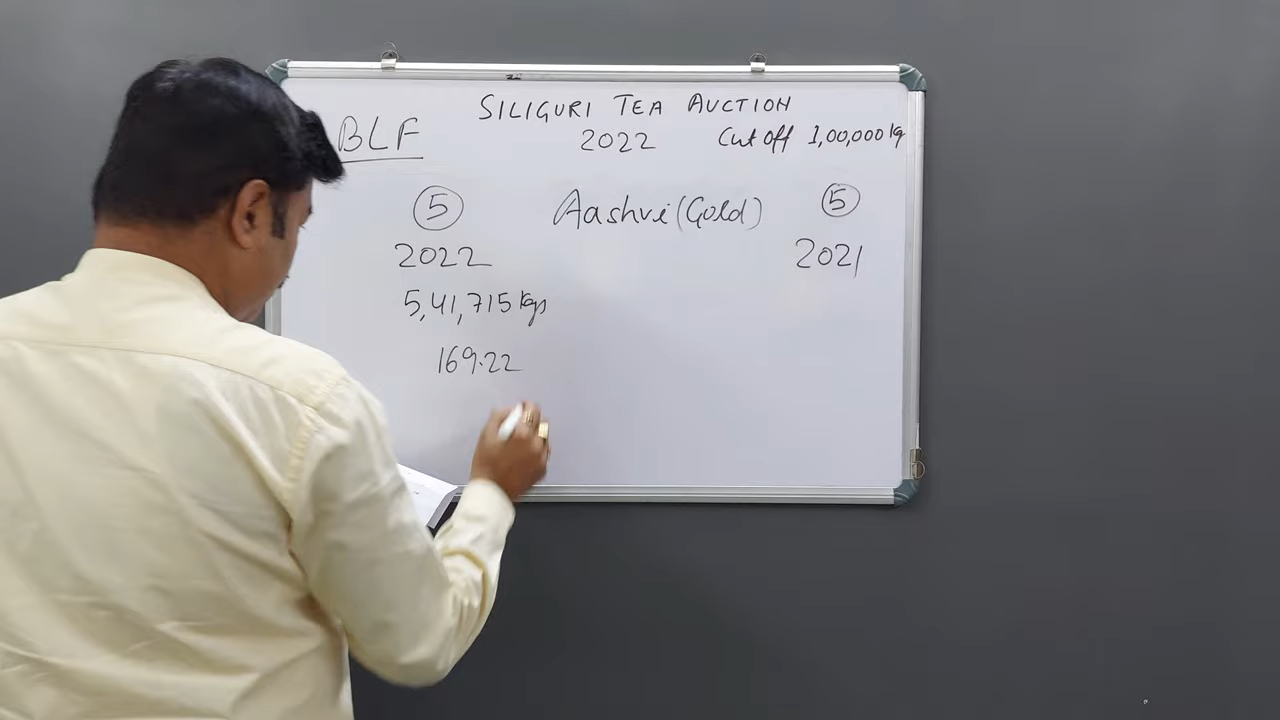 SILIGURI TEA AUCTION
BLF 2022 Cut off 1,00,000 kg
5 Aashvi (Gold) 5
2022 2021
5,41,715 kgs
169.22